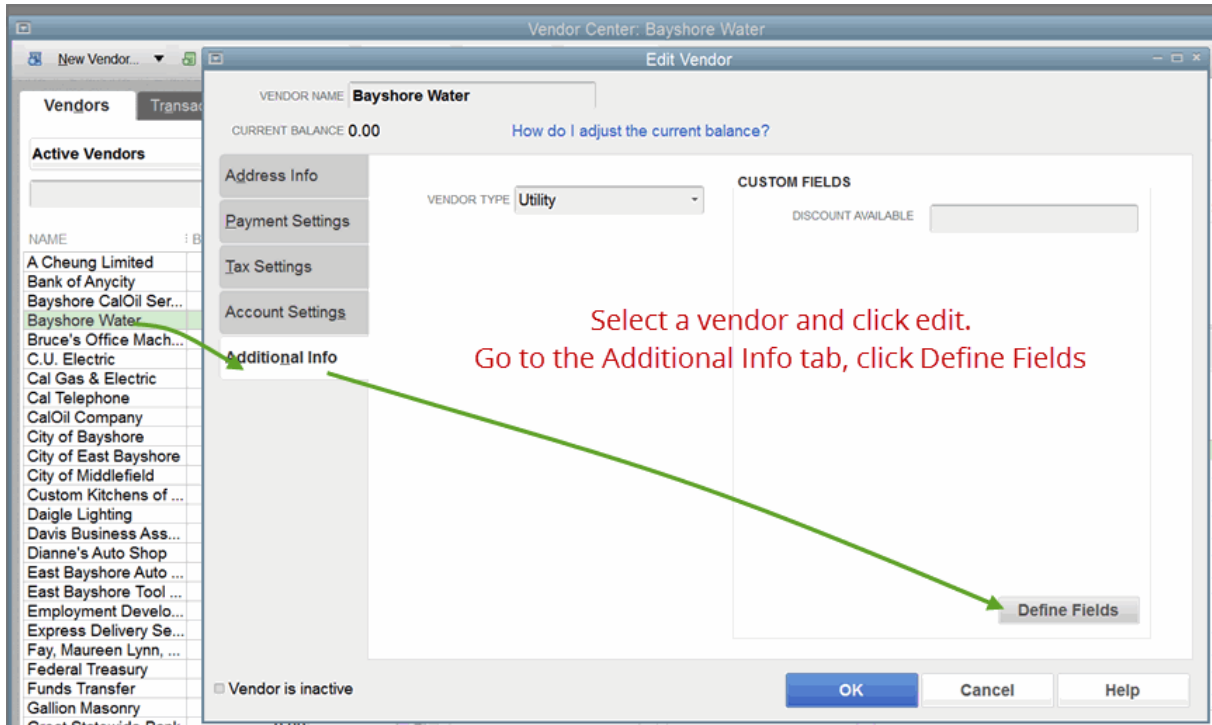 Vendor Center: Bayshore Water
New Vendor...
Edit Vendor
Vendors
Transac
VENDOR NAME Bayshore Water
CURRENT BALANCE 0.00
How do I adjust the current balance?
Active Vendors
NAME
B
A Cheung Limited
Bank of Anycity
Bayshore CalOil Ser...
Bayshore Water
Bruce's Office Mach...
C.U. Electric
Cal Gas & Electric
Cal Telephone
CalOil Company
City of Bayshore
City of East Bayshore
City of Middlefield
Custom Kitchens of ...
Daigle Lighting
Davis Business Ass...
Dianne's Auto Shop
East Bayshore Auto ...
East Bayshore Tool ...
Employment Develo...
Express Delivery Se...
Fay, Maureen Lynn, ...
Federal Treasury
Funds Transfer
Gallion Masonry
Address Info
Payment Settings
Tax Settings
Account Settings
Additional Info
VENDOR TYPE Utility
CUSTOM FIELDS
DISCOUNT AVAILABLE
Select a vendor and click edit.
Go to the Additional Info tab, click Define Fields
Define Fields
Vendor is inactive
OK
Cancel
Help